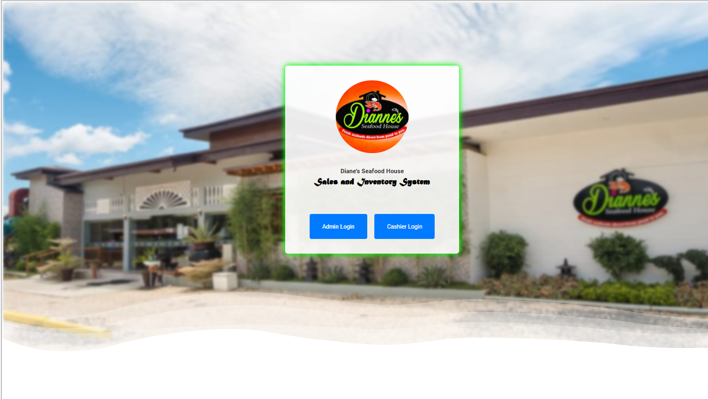 Dianne's
Seafood House
Diane's Seafood House
Sales and Inventory System
Admin Login
Cashier Login
Dianne's
Seafood House